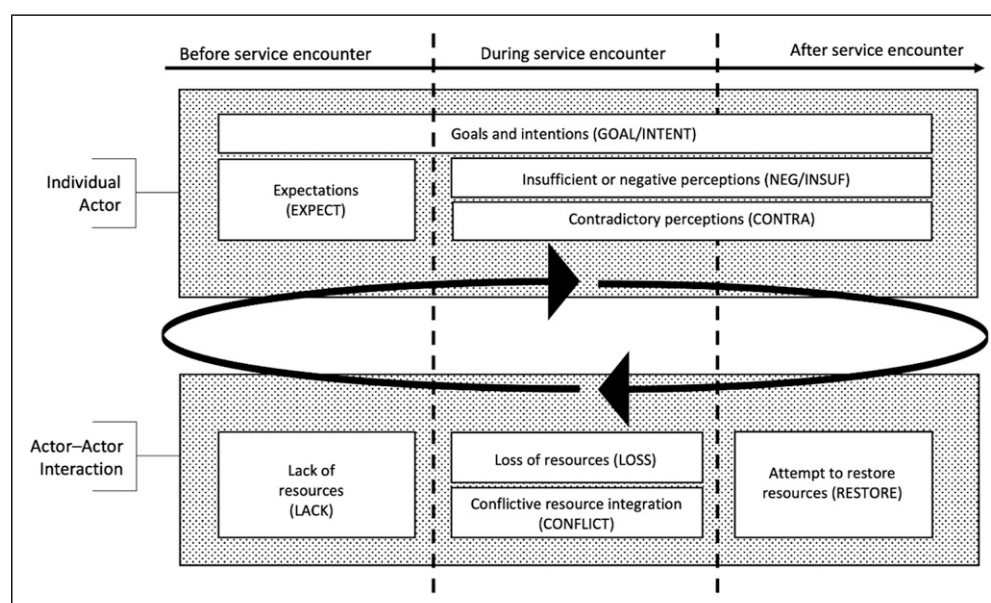 Before service encounter
During service encounter
After service encounter
Goals and intentions (GOAL/INTENT)
Individual
Actor
Expectations
(EXPECT)
Insufficient or negative perceptions (NEG/INSUF)
Contradictory perceptions (CONTRA)
Actor–Actor
Interaction
Lack of
resources
(LACK)
Loss of resources (LOSS)
Conflictive resource integration
(CONFLICT)
Attempt to restore
resources (RESTORE)